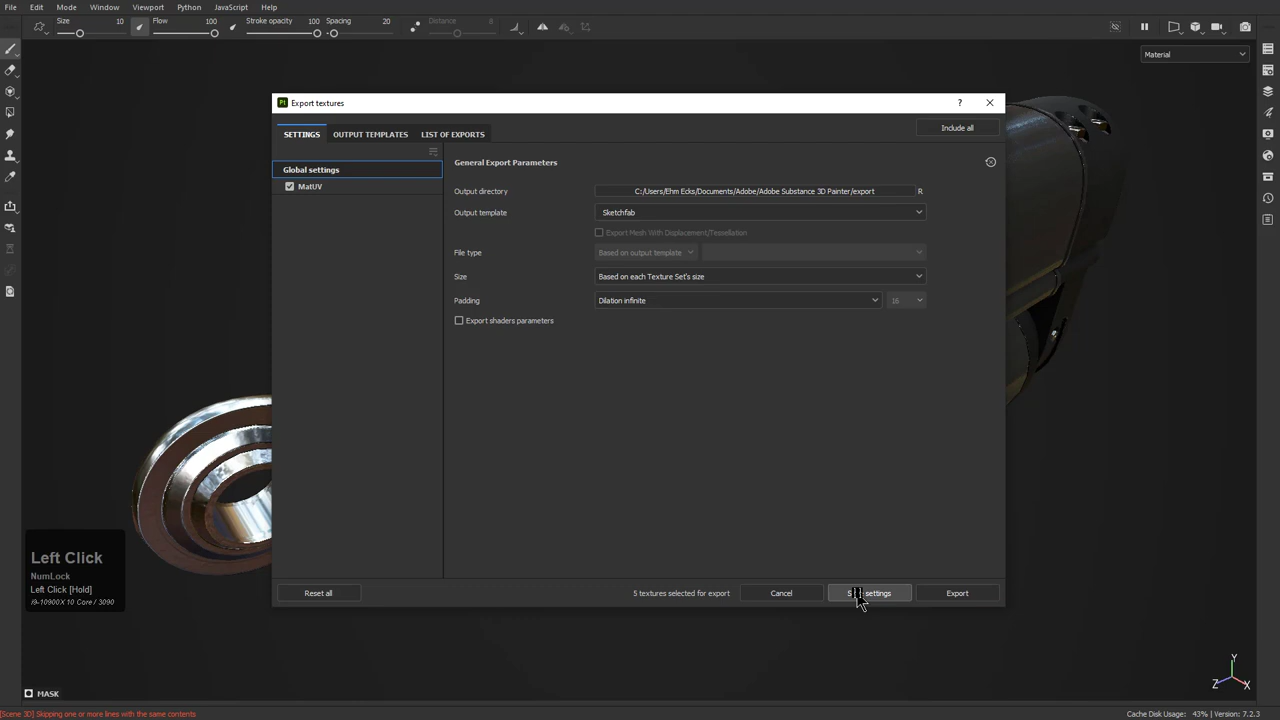 File Edit Mode Window Viewport Python JavaScript Help
Size 10 Flow 100 Stroke opacity 100 Spacing 20 Distance 8
Material
Pt Export textures ?
SETTINGS OUTPUT TEMPLATES LIST OF EXPORTS Include all
Global settings
MatUV
General Export Parameters
Output directory C:/Users/Ehm Ecks/Documents/Adobe/Adobe Substance 3D Painter/export R
Output template Sketchfab
Export Mesh With Displacement/Tessellation
File type Based on output template
Size Based on each Texture Set's size
Padding Dilation infinite 16
Export shaders parameters
Left Click
NumLock
Left Click [Hold]
i9-10900X 10 Core / 3090
Reset all 5 textures selected for export Cancel settings Export
Y
Z X
MASK
[Scene 3D] Skipping one or more lines with the same contents Cache Disk Usage: 43% | Version: 7.2.3